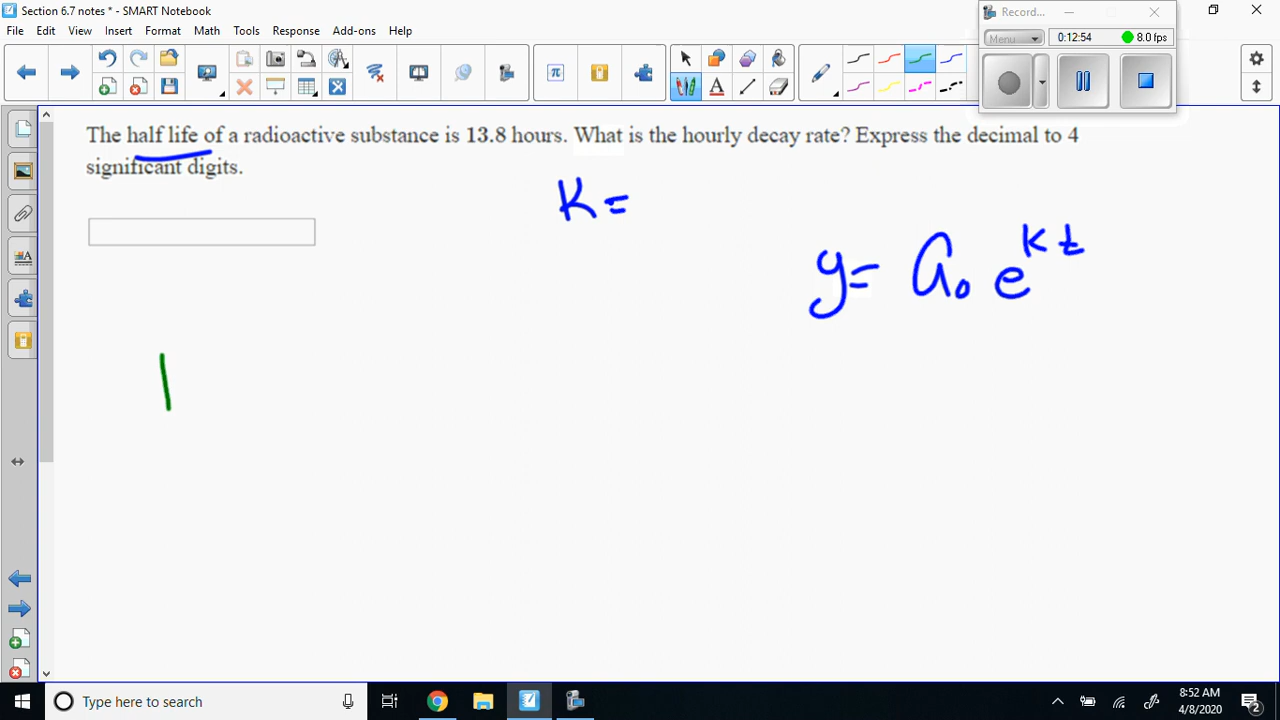 Section 6.7 notes * - SMART Notebook
Record...
File Edit View Insert Format Math Tools Response Add-ons Help
Menu 0:12:54 8.0 fps
The half life of a radioactive substance is 13.8 hours. What is the hourly decay rate? Express the decimal to 4
significant digits.
K =
y = a₀ e^kt
|
Type here to search
8:52 AM
4/8/2020
2